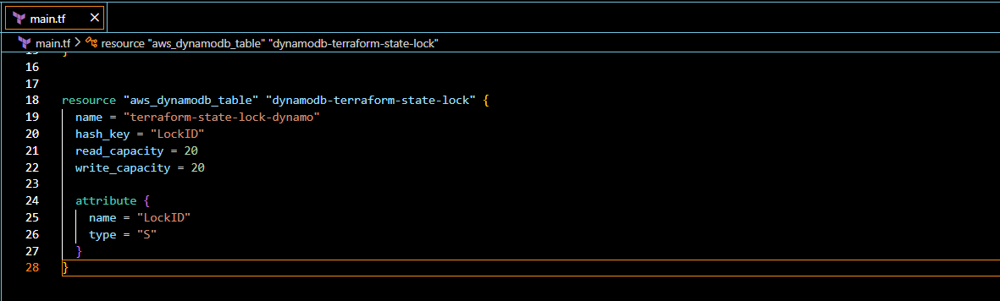 main.tf ×
main.tf > resource "aws_dynamodb_table" "dynamodb-terraform-state-lock"
15 }
16
17
18 resource "aws_dynamodb_table" "dynamodb-terraform-state-lock" {
19 name = "terraform-state-lock-dynamo"
20 hash_key = "LockID"
21 read_capacity = 20
22 write_capacity = 20
23
24 attribute {
25 name = "LockID"
26 type = "S"
27 }
28 }